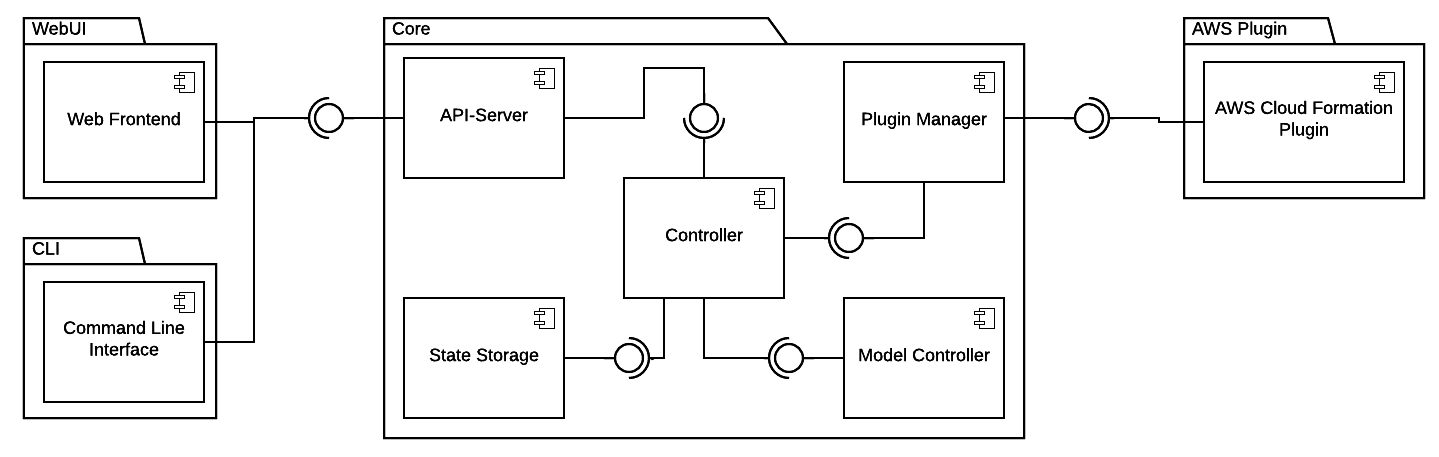 WebUI
Web Frontend
CLI
Command Line
Interface
Core
API-Server
Plugin Manager
Controller
State Storage
Model Controller
AWS Plugin
AWS Cloud Formation
Plugin